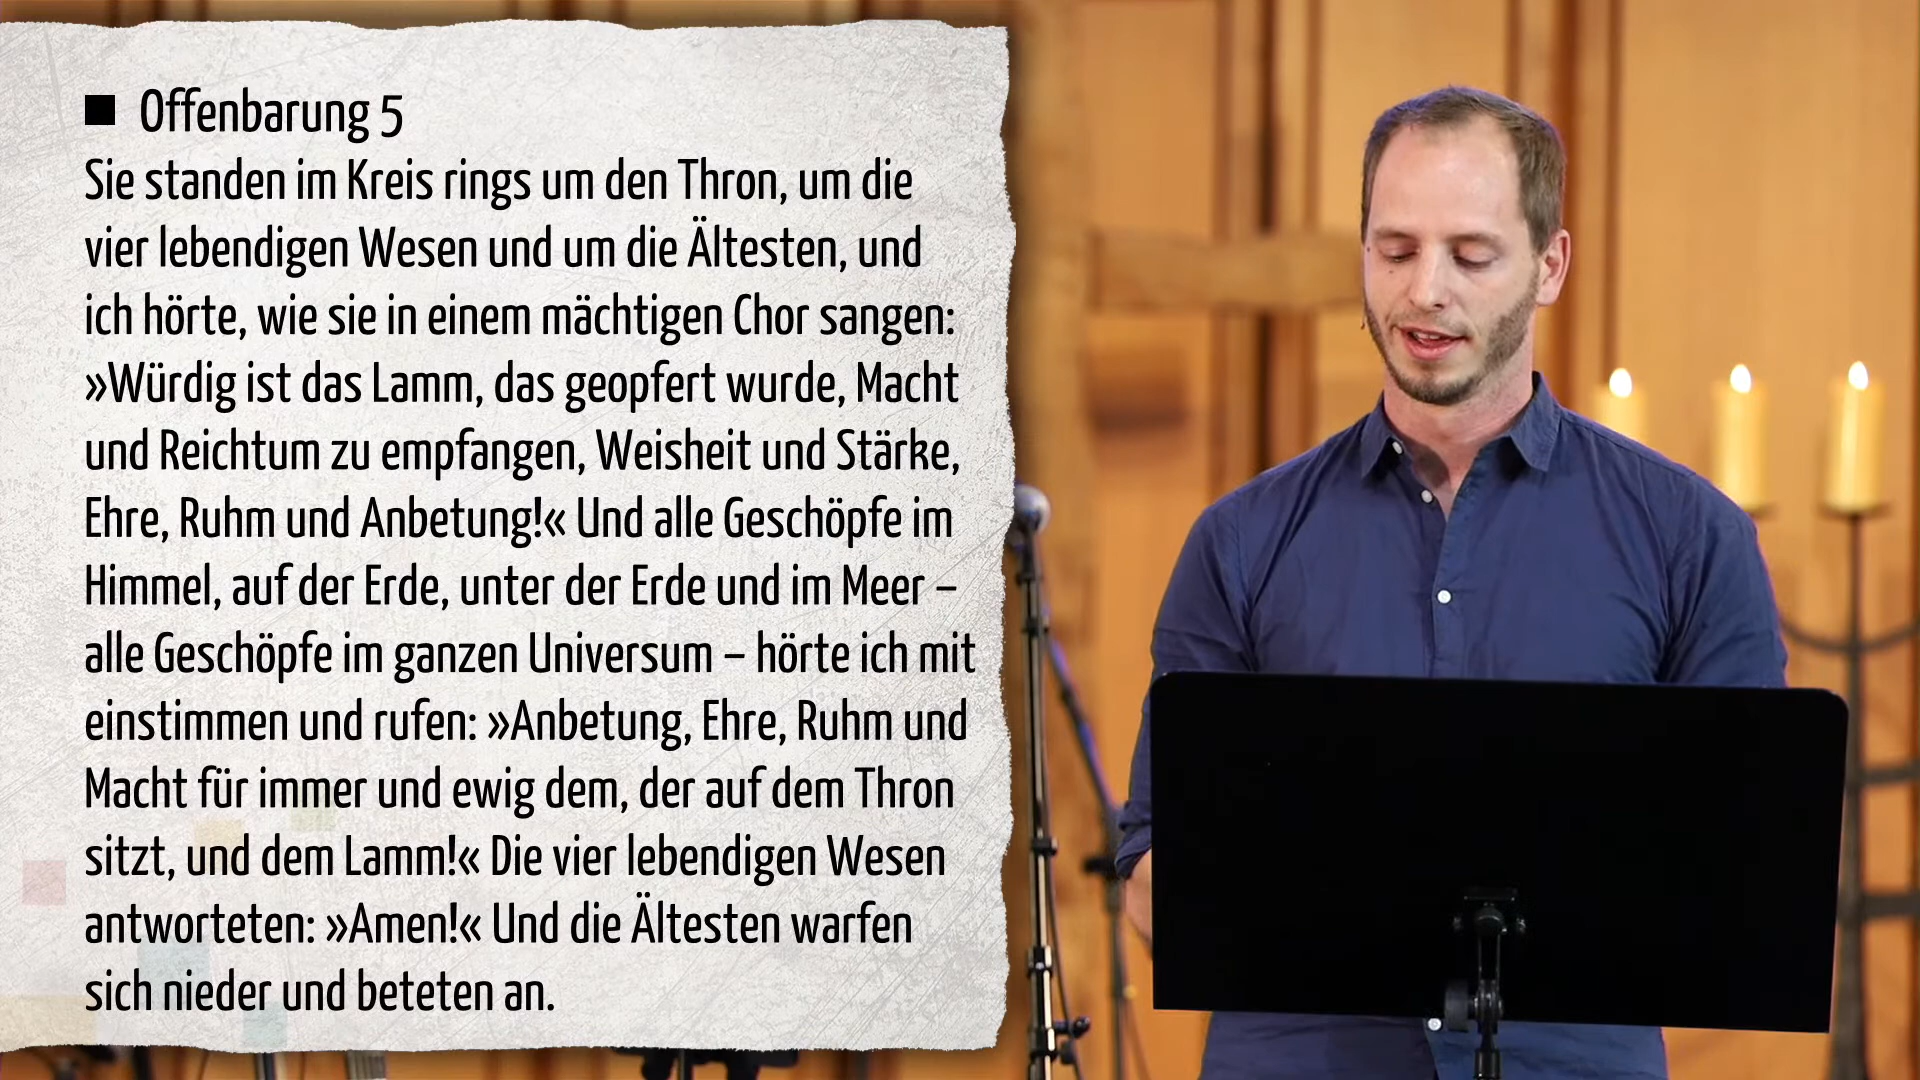 ■ Offenbarung 5
Sie standen im Kreis rings um den Thron, um die
vier lebendigen Wesen und um die Ältesten, und
ich hörte, wie sie in einem mächtigen Chor sangen:
»Würdig ist das Lamm, das geopfert wurde, Macht
und Reichtum zu empfangen, Weisheit und Stärke,
Ehre, Ruhm und Anbetung!« Und alle Geschöpfe im
Himmel, auf der Erde, unter der Erde und im Meer –
alle Geschöpfe im ganzen Universum – hörte ich mit
einstimmen und rufen: »Anbetung, Ehre, Ruhm und
Macht für immer und ewig dem, der auf dem Thron
sitzt, und dem Lamm!« Die vier lebendigen Wesen
antworteten: »Amen!« Und die Ältesten warfen
sich nieder und beteten an.